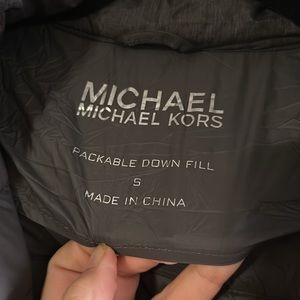 MICHAEL
MICHAEL KORS
PACKABLE DOWN FILL
S
MADE IN CHINA